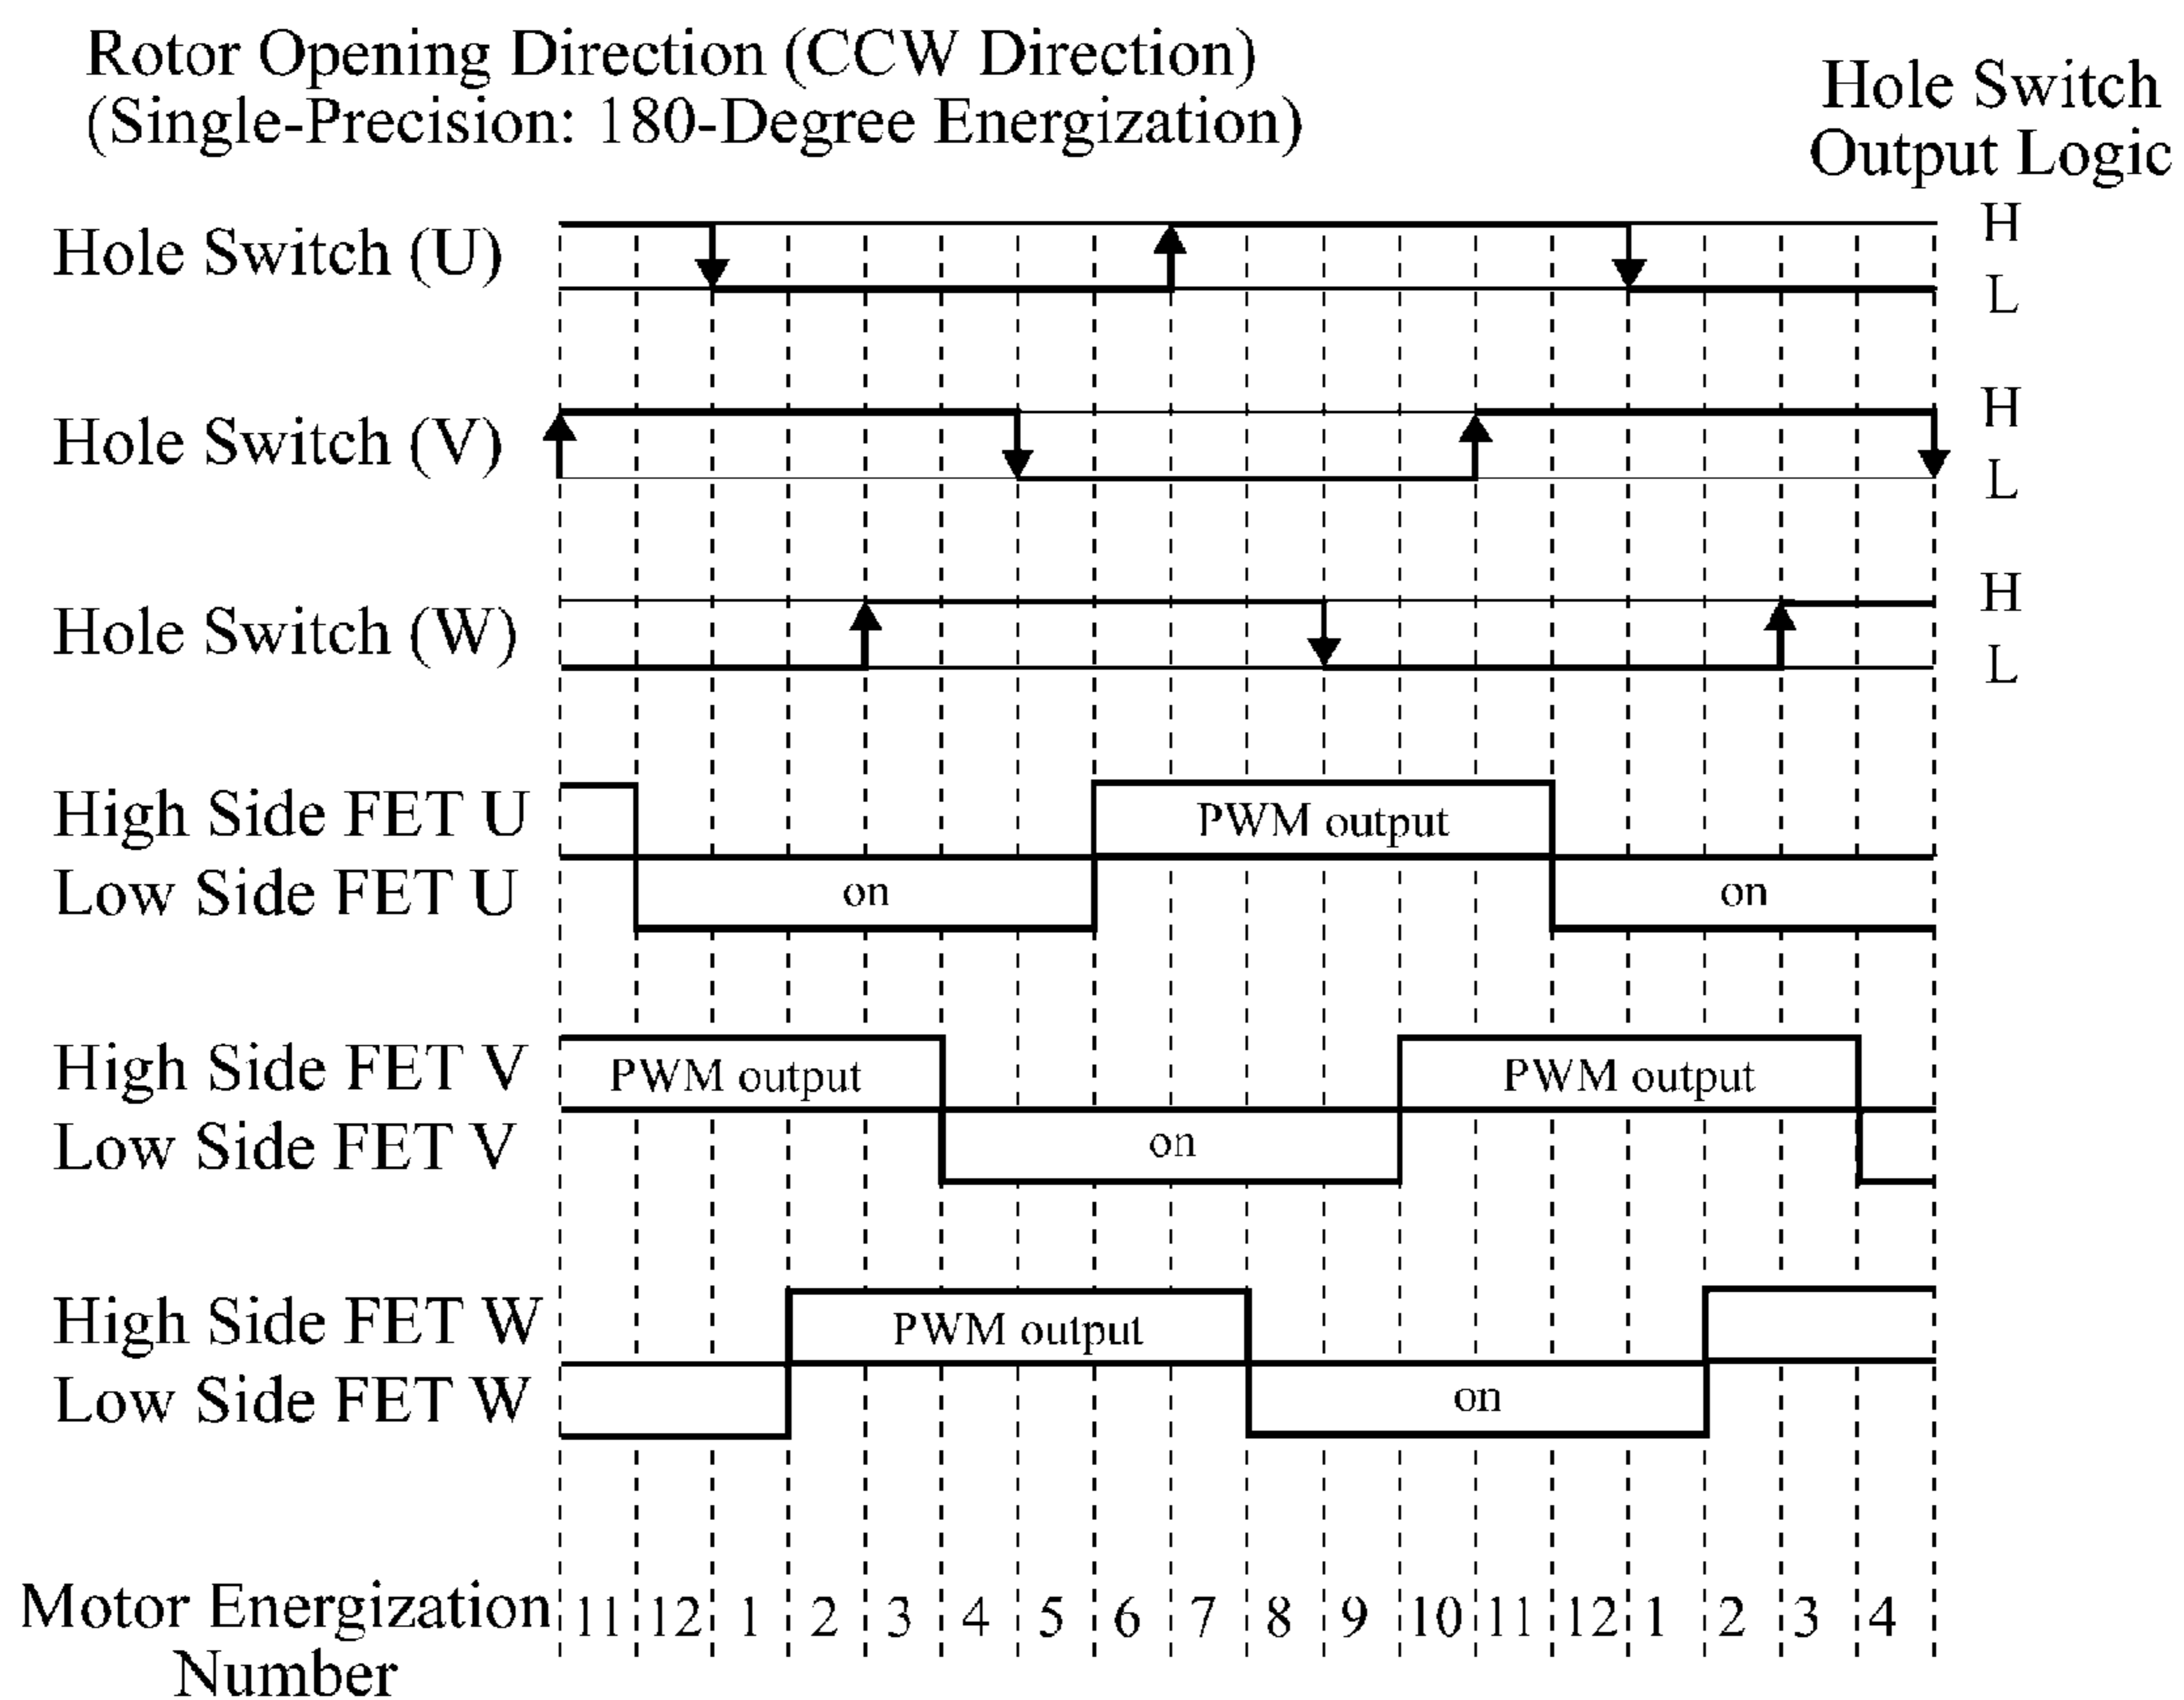 Rotor Opening Direction (CCW Direction)
(Single-Precision: 180-Degree Energization)
Hole Switch
Output Logic
Hole Switch (U)
H
L
Hole Switch (V)
H
L
Hole Switch (W)
H
L
High Side FET U
PWM output
Low Side FET U
on
on
High Side FET V
PWM output
PWM output
Low Side FET V
on
High Side FET W
PWM output
Low Side FET W
on
Motor Energization
Number
11 12 1 2 3 4 5 6 7 8 9 10 11 12 1 2 3 4